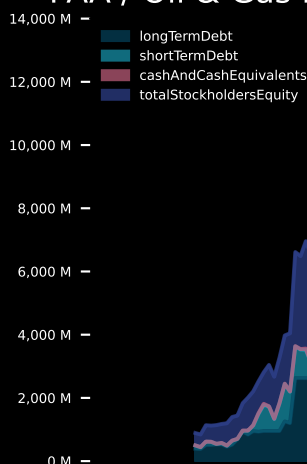 PAA / Oil & Gas
14,000 M
longTermDebt
shortTermDebt
cashAndCashEquivalents
totalStockholdersEquity
12,000 M
10,000 M
8,000 M
6,000 M
4,000 M
2,000 M
0 M